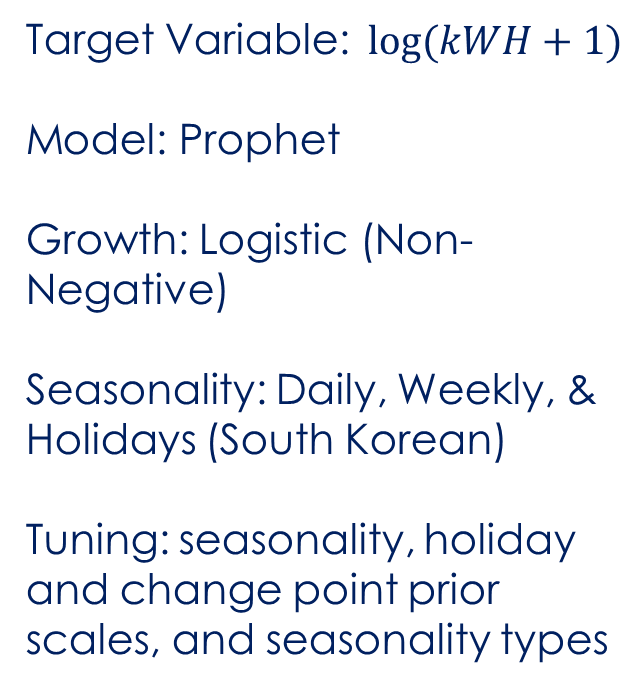 Target Variable: log(kWH + 1)
Model: Prophet
Growth: Logistic (Non-
Negative)
Seasonality: Daily, Weekly, &
Holidays (South Korean)
Tuning: seasonality, holiday
and change point prior
scales, and seasonality types